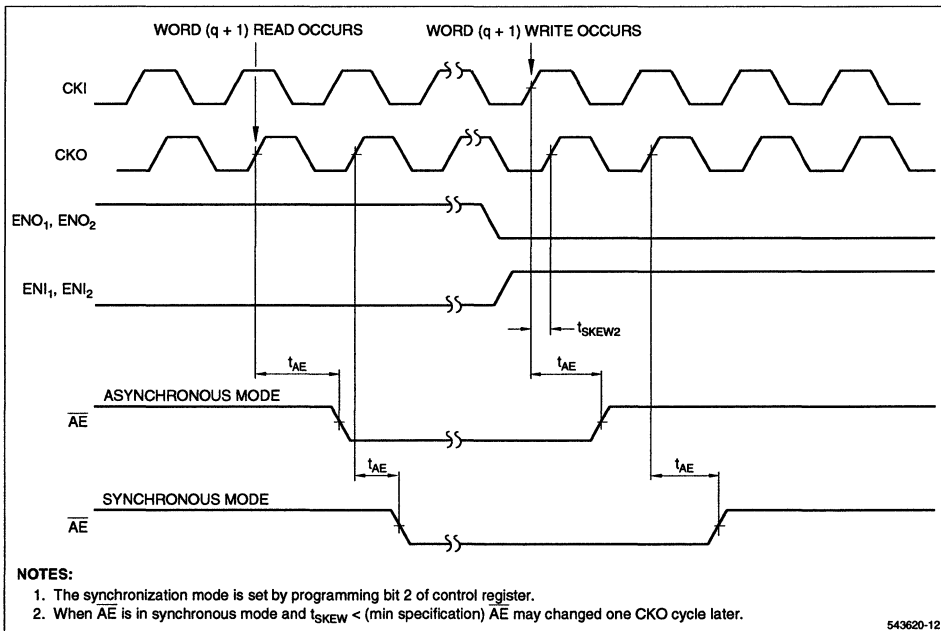 WORD (q + 1) READ OCCURS
WORD (q + 1) WRITE OCCURS
CKI
CKO
ENO1, ENO2
ENI1, ENI2
tSKEW2
tAE
tAE
ASYNCHRONOUS MODE
AE
tAE
tAE
SYNCHRONOUS MODE
AE
NOTES:
1. The synchronization mode is set by programming bit 2 of control register.
2. When AE is in synchronous mode and tSKEW < (min specification) AE may changed one CKO cycle later.
543620-12